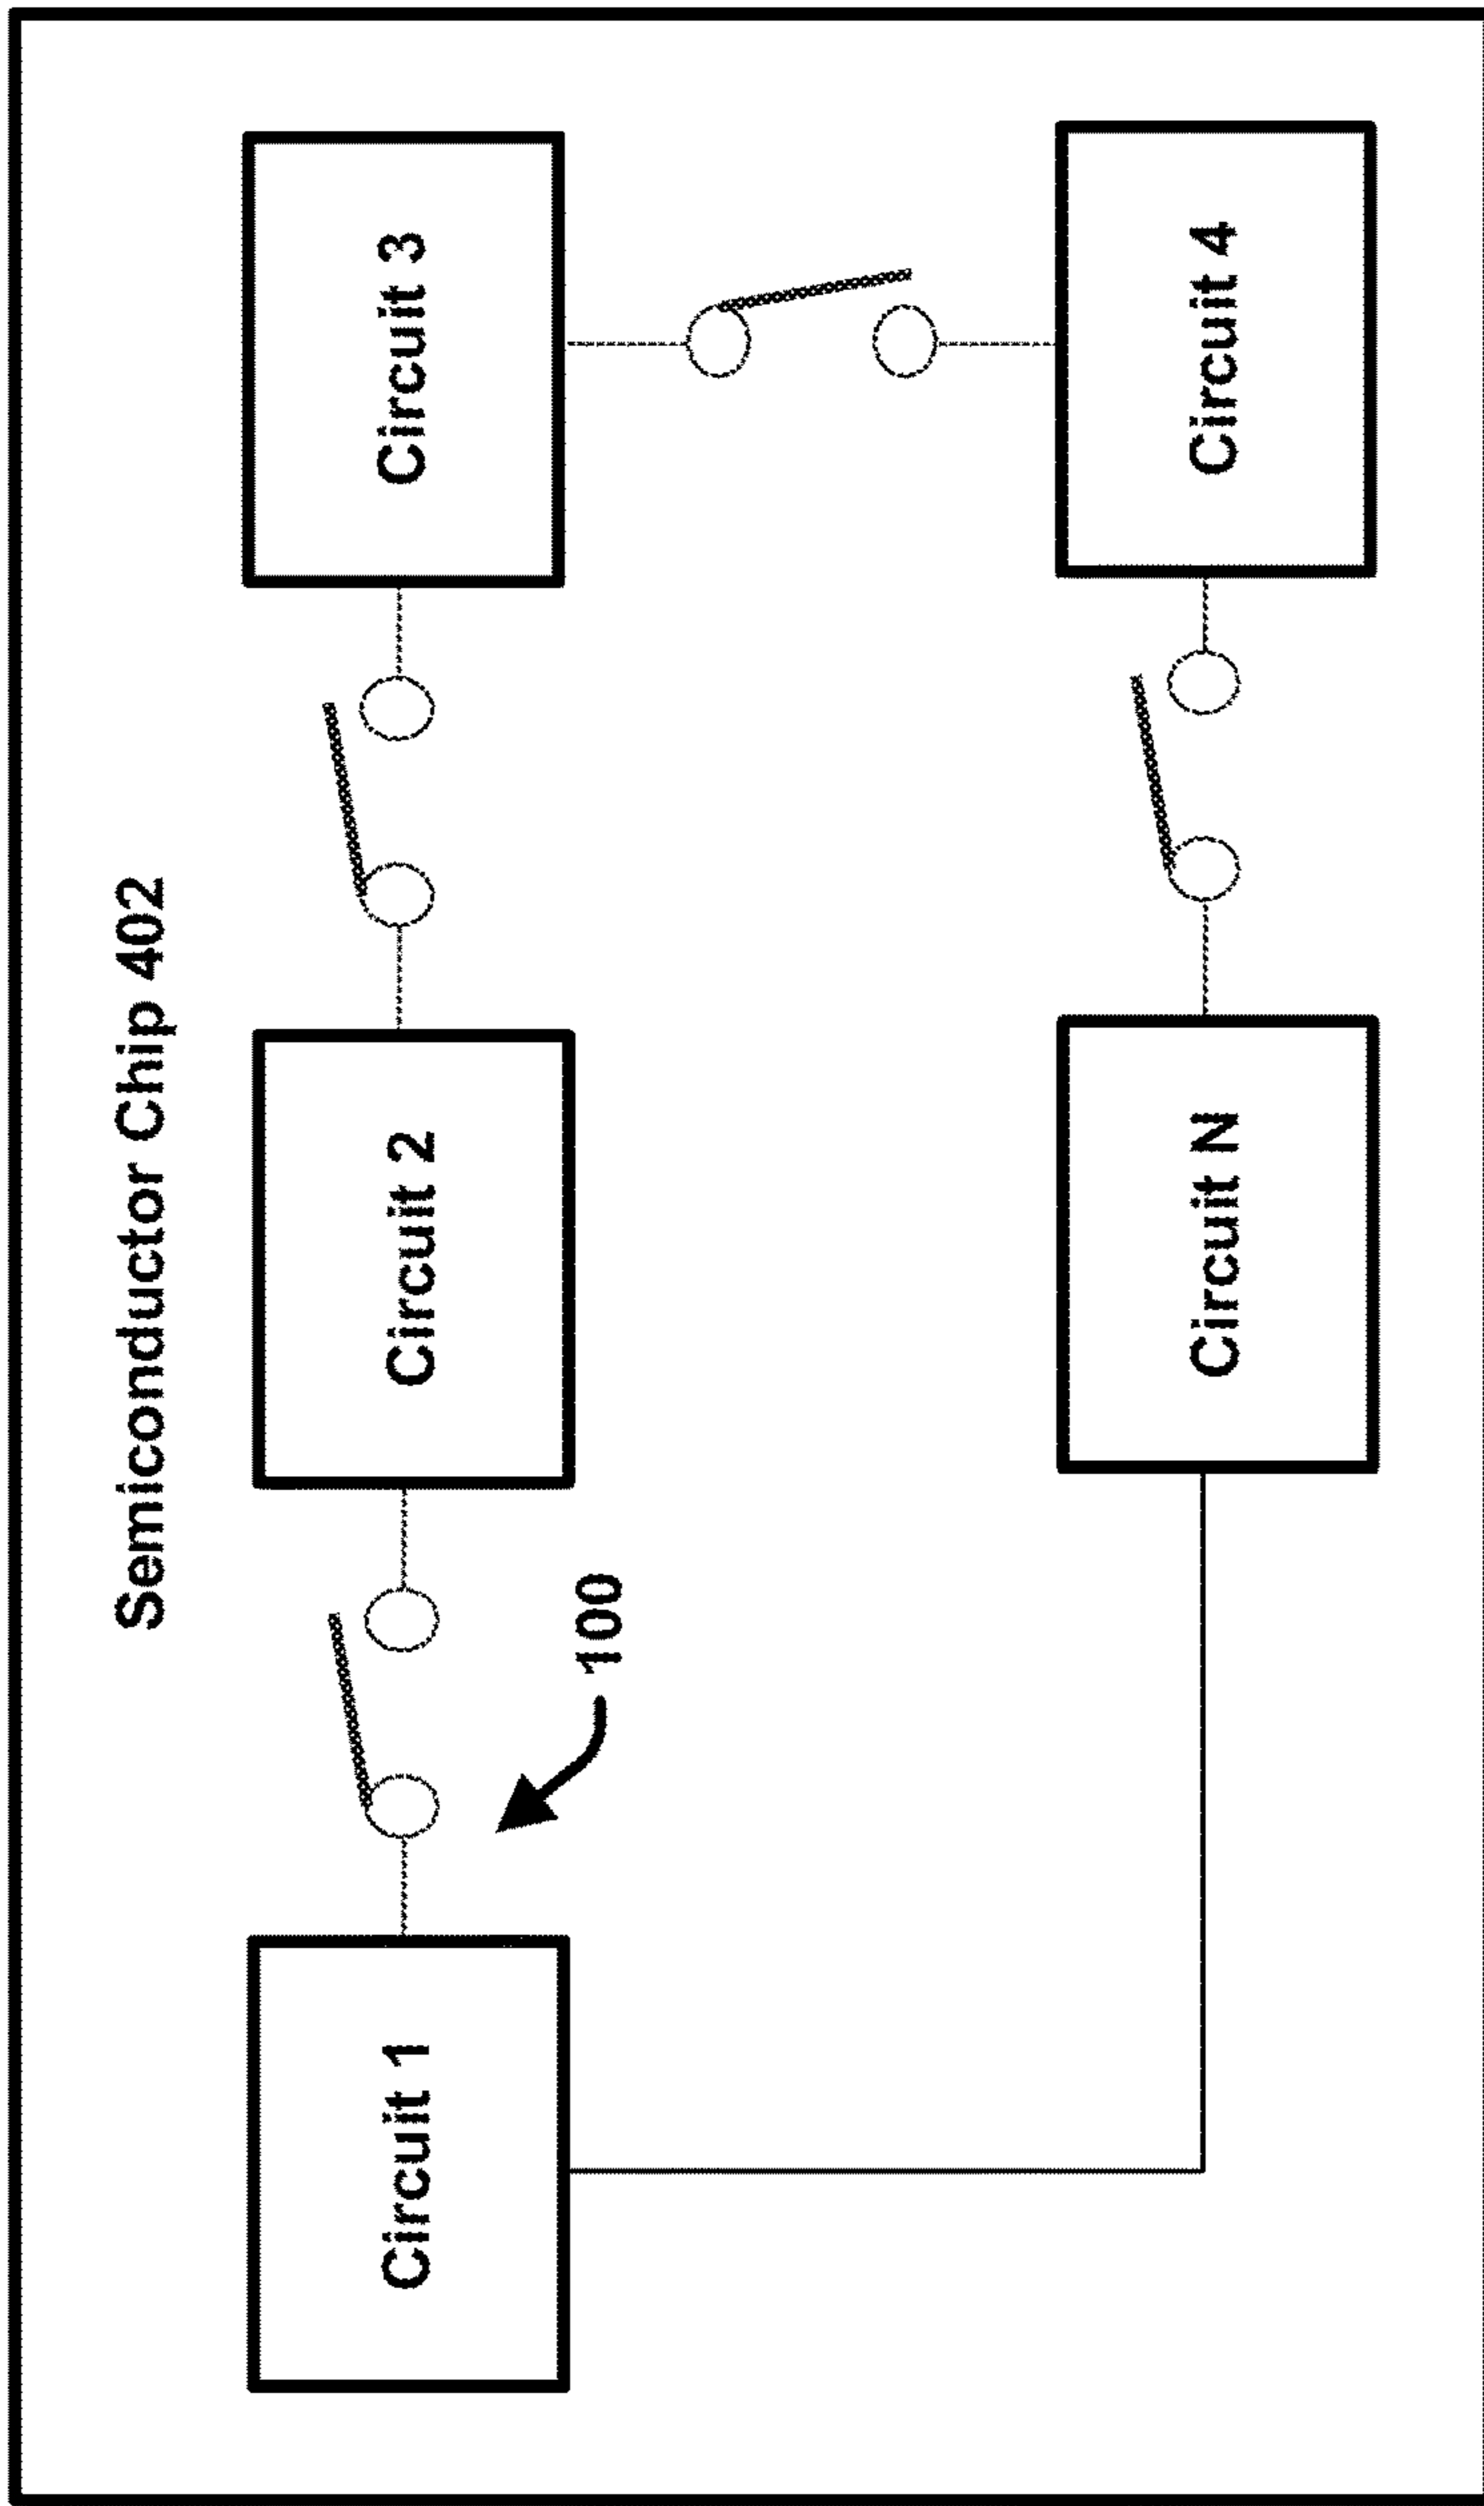 Semiconductor Chip 402
Circuit 1
Circuit 2
Circuit 3
100
Circuit N
Circuit 4